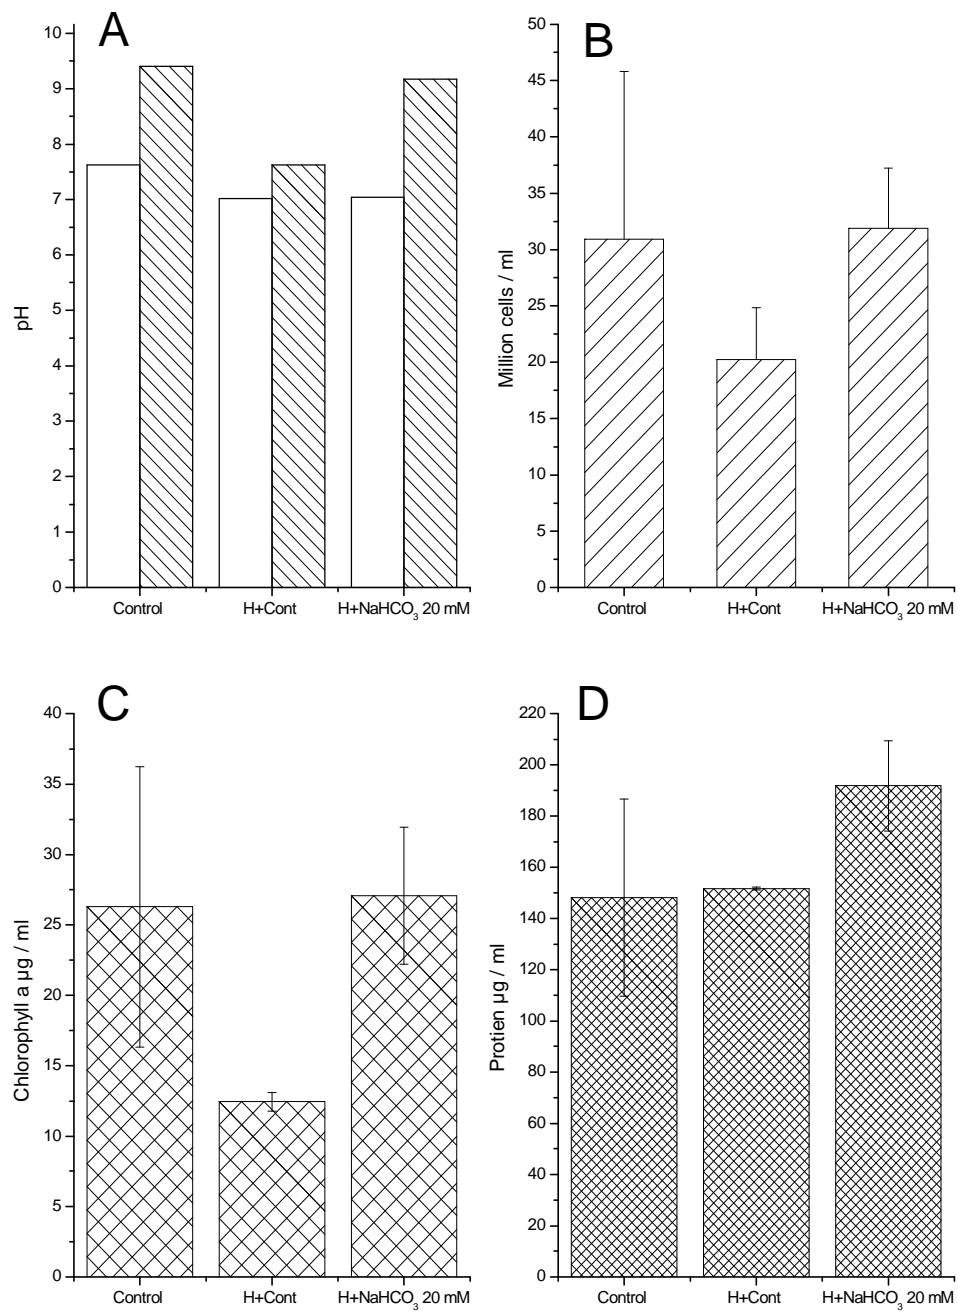 A
10
9
8
7
6
5
4
3
2
1
0
pH
Control
H+Cont
H+NaHCO₃ 20 mM
B
50
45
40
35
30
25
20
15
10
5
0
Million cells / ml
Control
H+Cont
H+NaHCO₃ 20 mM
C
40
35
30
25
20
15
10
5
0
Chlorophyll a µg / ml
Control
H+Cont
H+NaHCO₃ 20 mM
D
220
200
180
160
140
120
100
80
60
40
20
0
Protien µg / ml
Control
H+Cont
H+NaHCO₃ 20 mM